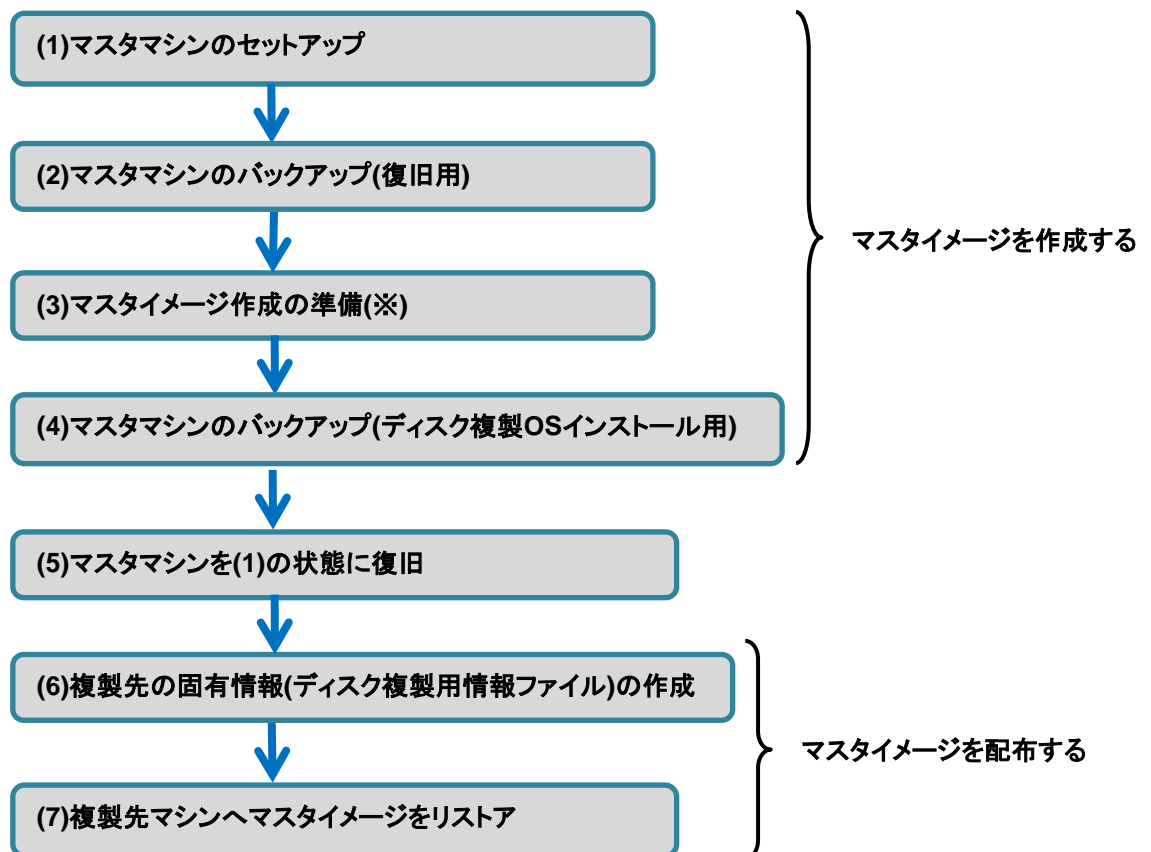 (1)マスタマシンのセットアップ
(2)マスタマシンのバックアップ(復旧用)
(3)マスタイメージ作成の準備(※)
(4)マスタマシンのバックアップ(ディスク複製OSインストール用)
マスタイメージを作成する
(5)マスタマシンを(1)の状態に復旧
(6)複製先の固有情報(ディスク複製用情報ファイル)の作成
(7)複製先マシンへマスタイメージをリストア
マスタイメージを配布する